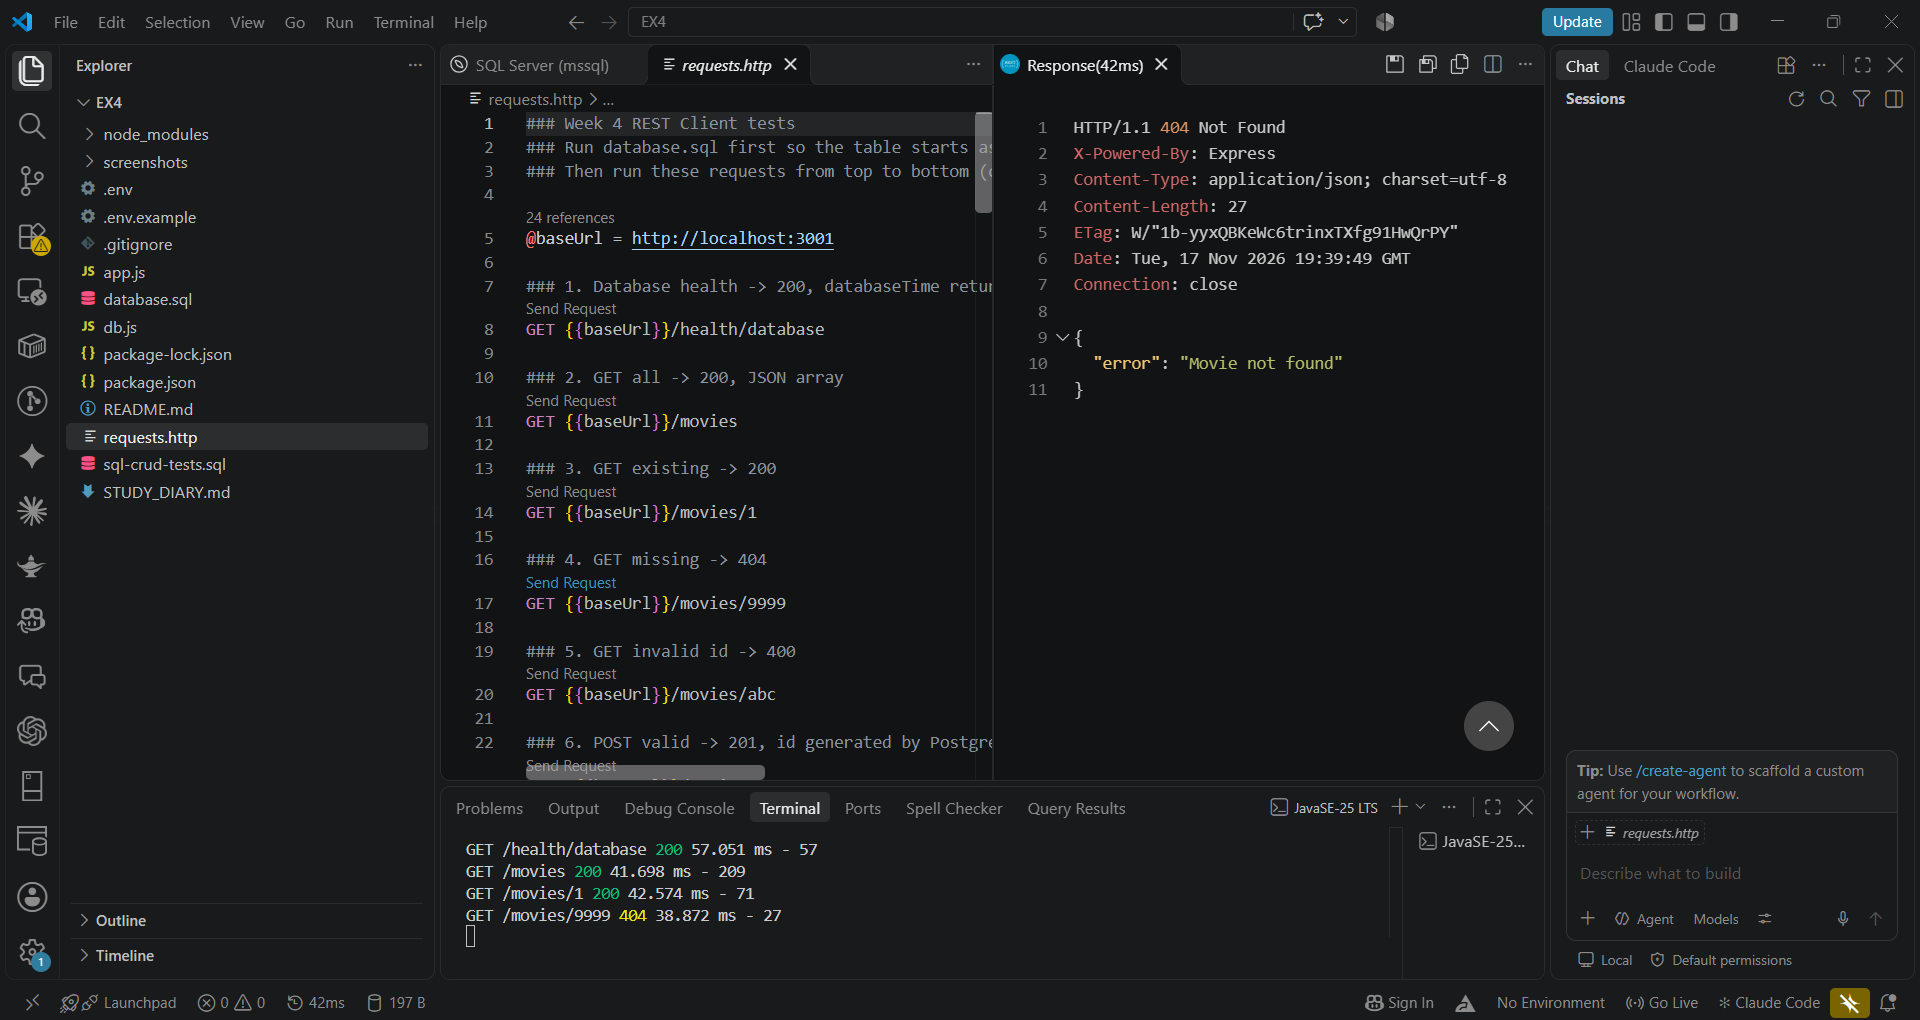 File Edit Selection View Go Run Terminal Help
EX4
Update
Explorer
EX4
node_modules
screenshots
.env
.env.example
.gitignore
JS app.js
database.sql
JS db.js
{} package-lock.json
{} package.json
README.md
requests.http
sql-crud-tests.sql
STUDY_DIARY.md
Outline
Timeline
SQL Server (mssql)
requests.http
requests.http > ...
1 ### Week 4 REST Client tests
2 ### Run database.sql first so the table starts as
3 ### Then run these requests from top to bottom (
4
24 references
5 @baseUrl = http://localhost:3001
6
7 ### 1. Database health -> 200, databaseTime retur
Send Request
8 GET {{baseUrl}}/health/database
9
10 ### 2. GET all -> 200, JSON array
Send Request
11 GET {{baseUrl}}/movies
12
13 ### 3. GET existing -> 200
Send Request
14 GET {{baseUrl}}/movies/1
15
16 ### 4. GET missing -> 404
Send Request
17 GET {{baseUrl}}/movies/9999
18
19 ### 5. GET invalid id -> 400
Send Request
20 GET {{baseUrl}}/movies/abc
21
22 ### 6. POST valid -> 201, id generated by Postgre
Send Request
Response(42ms)
1 HTTP/1.1 404 Not Found
2 X-Powered-By: Express
3 Content-Type: application/json; charset=utf-8
4 Content-Length: 27
5 ETag: W/"1b-yyxQBKeWc6trinxTXfg91HwQrPY"
6 Date: Tue, 17 Nov 2026 19:39:49 GMT
7 Connection: close
8
9 {
10 "error": "Movie not found"
11 }
Problems Output Debug Console Terminal Ports Spell Checker Query Results
JavaSE-25 LTS
GET /health/database 200 57.051 ms - 57
GET /movies 200 41.698 ms - 209
GET /movies/1 200 42.574 ms - 71
GET /movies/9999 404 38.872 ms - 27
JavaSE-25...
Chat Claude Code
Sessions
Tip: Use /create-agent to scaffold a custom
agent for your workflow.
requests.http
Describe what to build
Agent Models
Local Default permissions
1
Launchpad 0 0 42ms 197 B
Sign In No Environment Go Live Claude Code